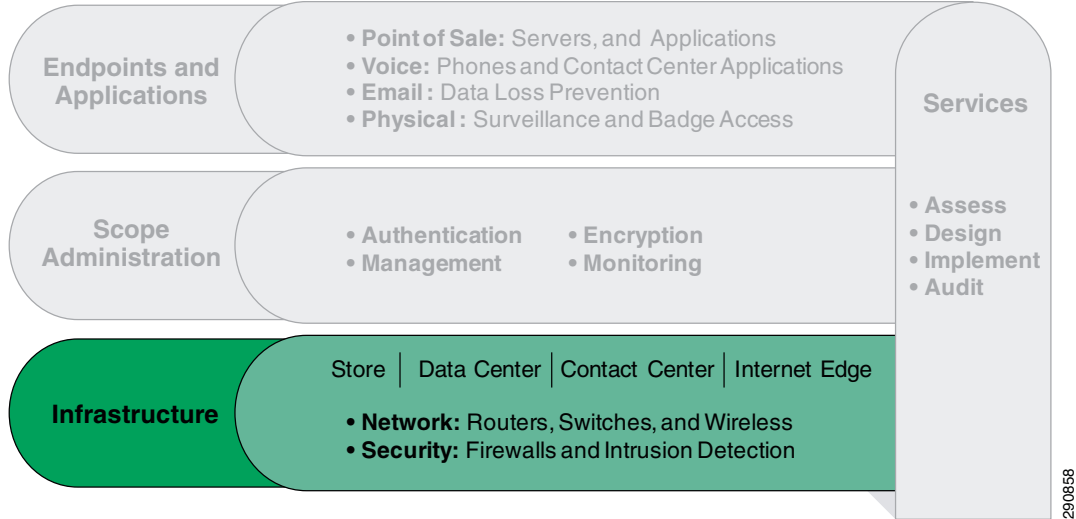 Endpoints and
Applications
• Point of Sale: Servers, and Applications
• Voice: Phones and Contact Center Applications
• Email : Data Loss Prevention
• Physical : Surveillance and Badge Access
Services
• Assess
• Design
• Implement
• Audit
Scope
Administration
• Authentication • Encryption
• Management • Monitoring
Infrastructure
Store | Data Center | Contact Center | Internet Edge
• Network: Routers, Switches, and Wireless
• Security: Firewalls and Intrusion Detection
290858